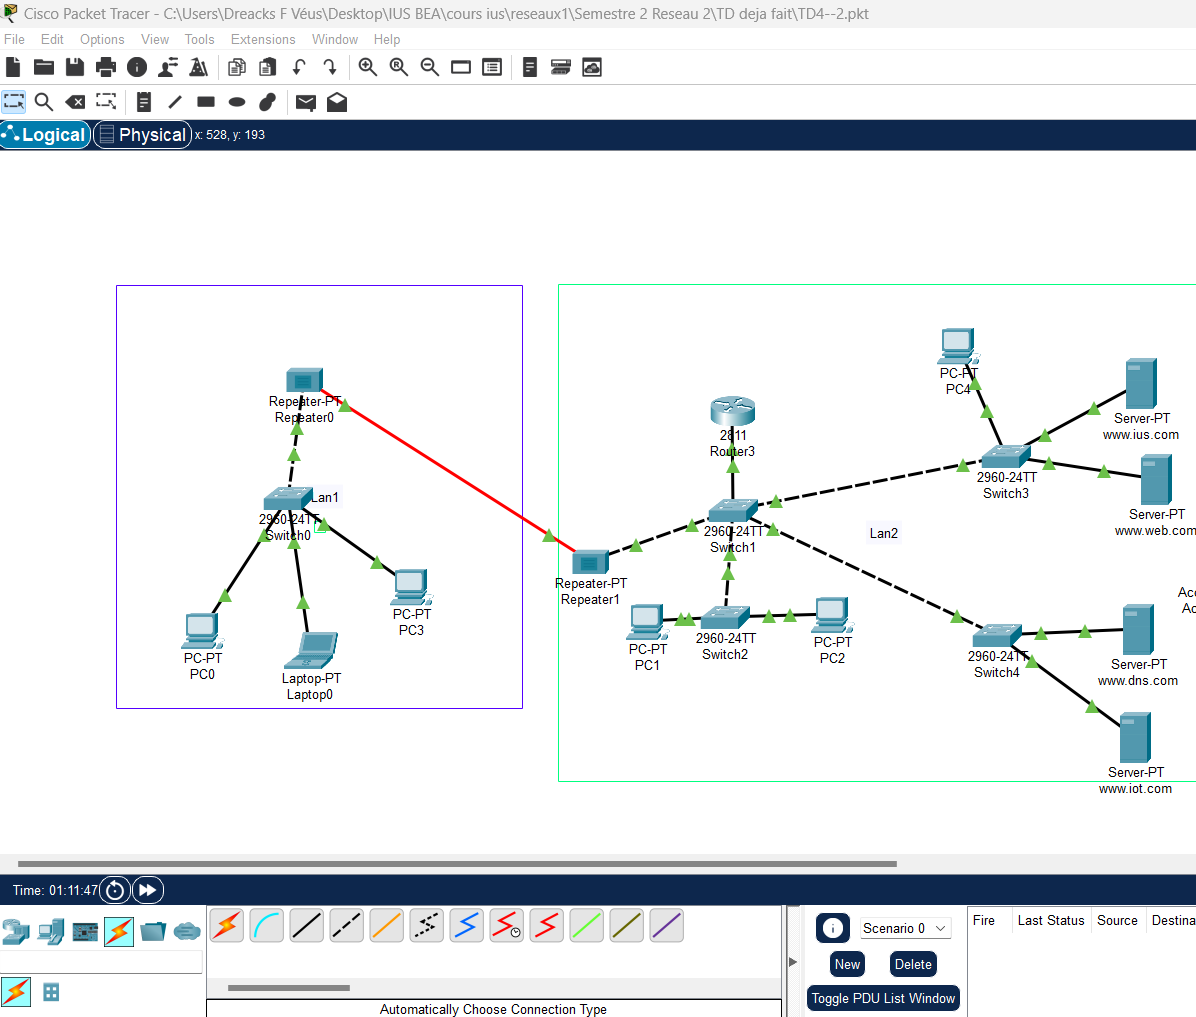 Cisco Packet Tracer - C:\Users\Dreacks F Véus\Desktop\IUS BEA\cours ius\reseaux1\Semestre 2 Reseau 2\TD deja fait\TD4--2.pkt
File Edit Options View Tools Extensions Window Help
Logical Physical x: 528, y: 193
Repeater-PT
Repeater0
Lan1
2960-24TT
Switch0
PC-PT
PC3
PC-PT
PC0
Laptop-PT
Laptop0
PC-PT
PC4
Server-PT
www.ius.com
2811
Router3
2960-24TT
Switch3
Server-PT
www.web.com
2960-24TT
Switch1
Lan2
Repeater-PT
Repeater1
PC-PT
PC1
2960-24TT
Switch2
PC-PT
PC2
2960-24TT
Switch4
Server-PT
www.dns.com
Server-PT
www.iot.com
Time: 01:11:47
Scenario 0
New Delete
Toggle PDU List Window
Fire Last Status Source Destina
Automatically Choose Connection Type